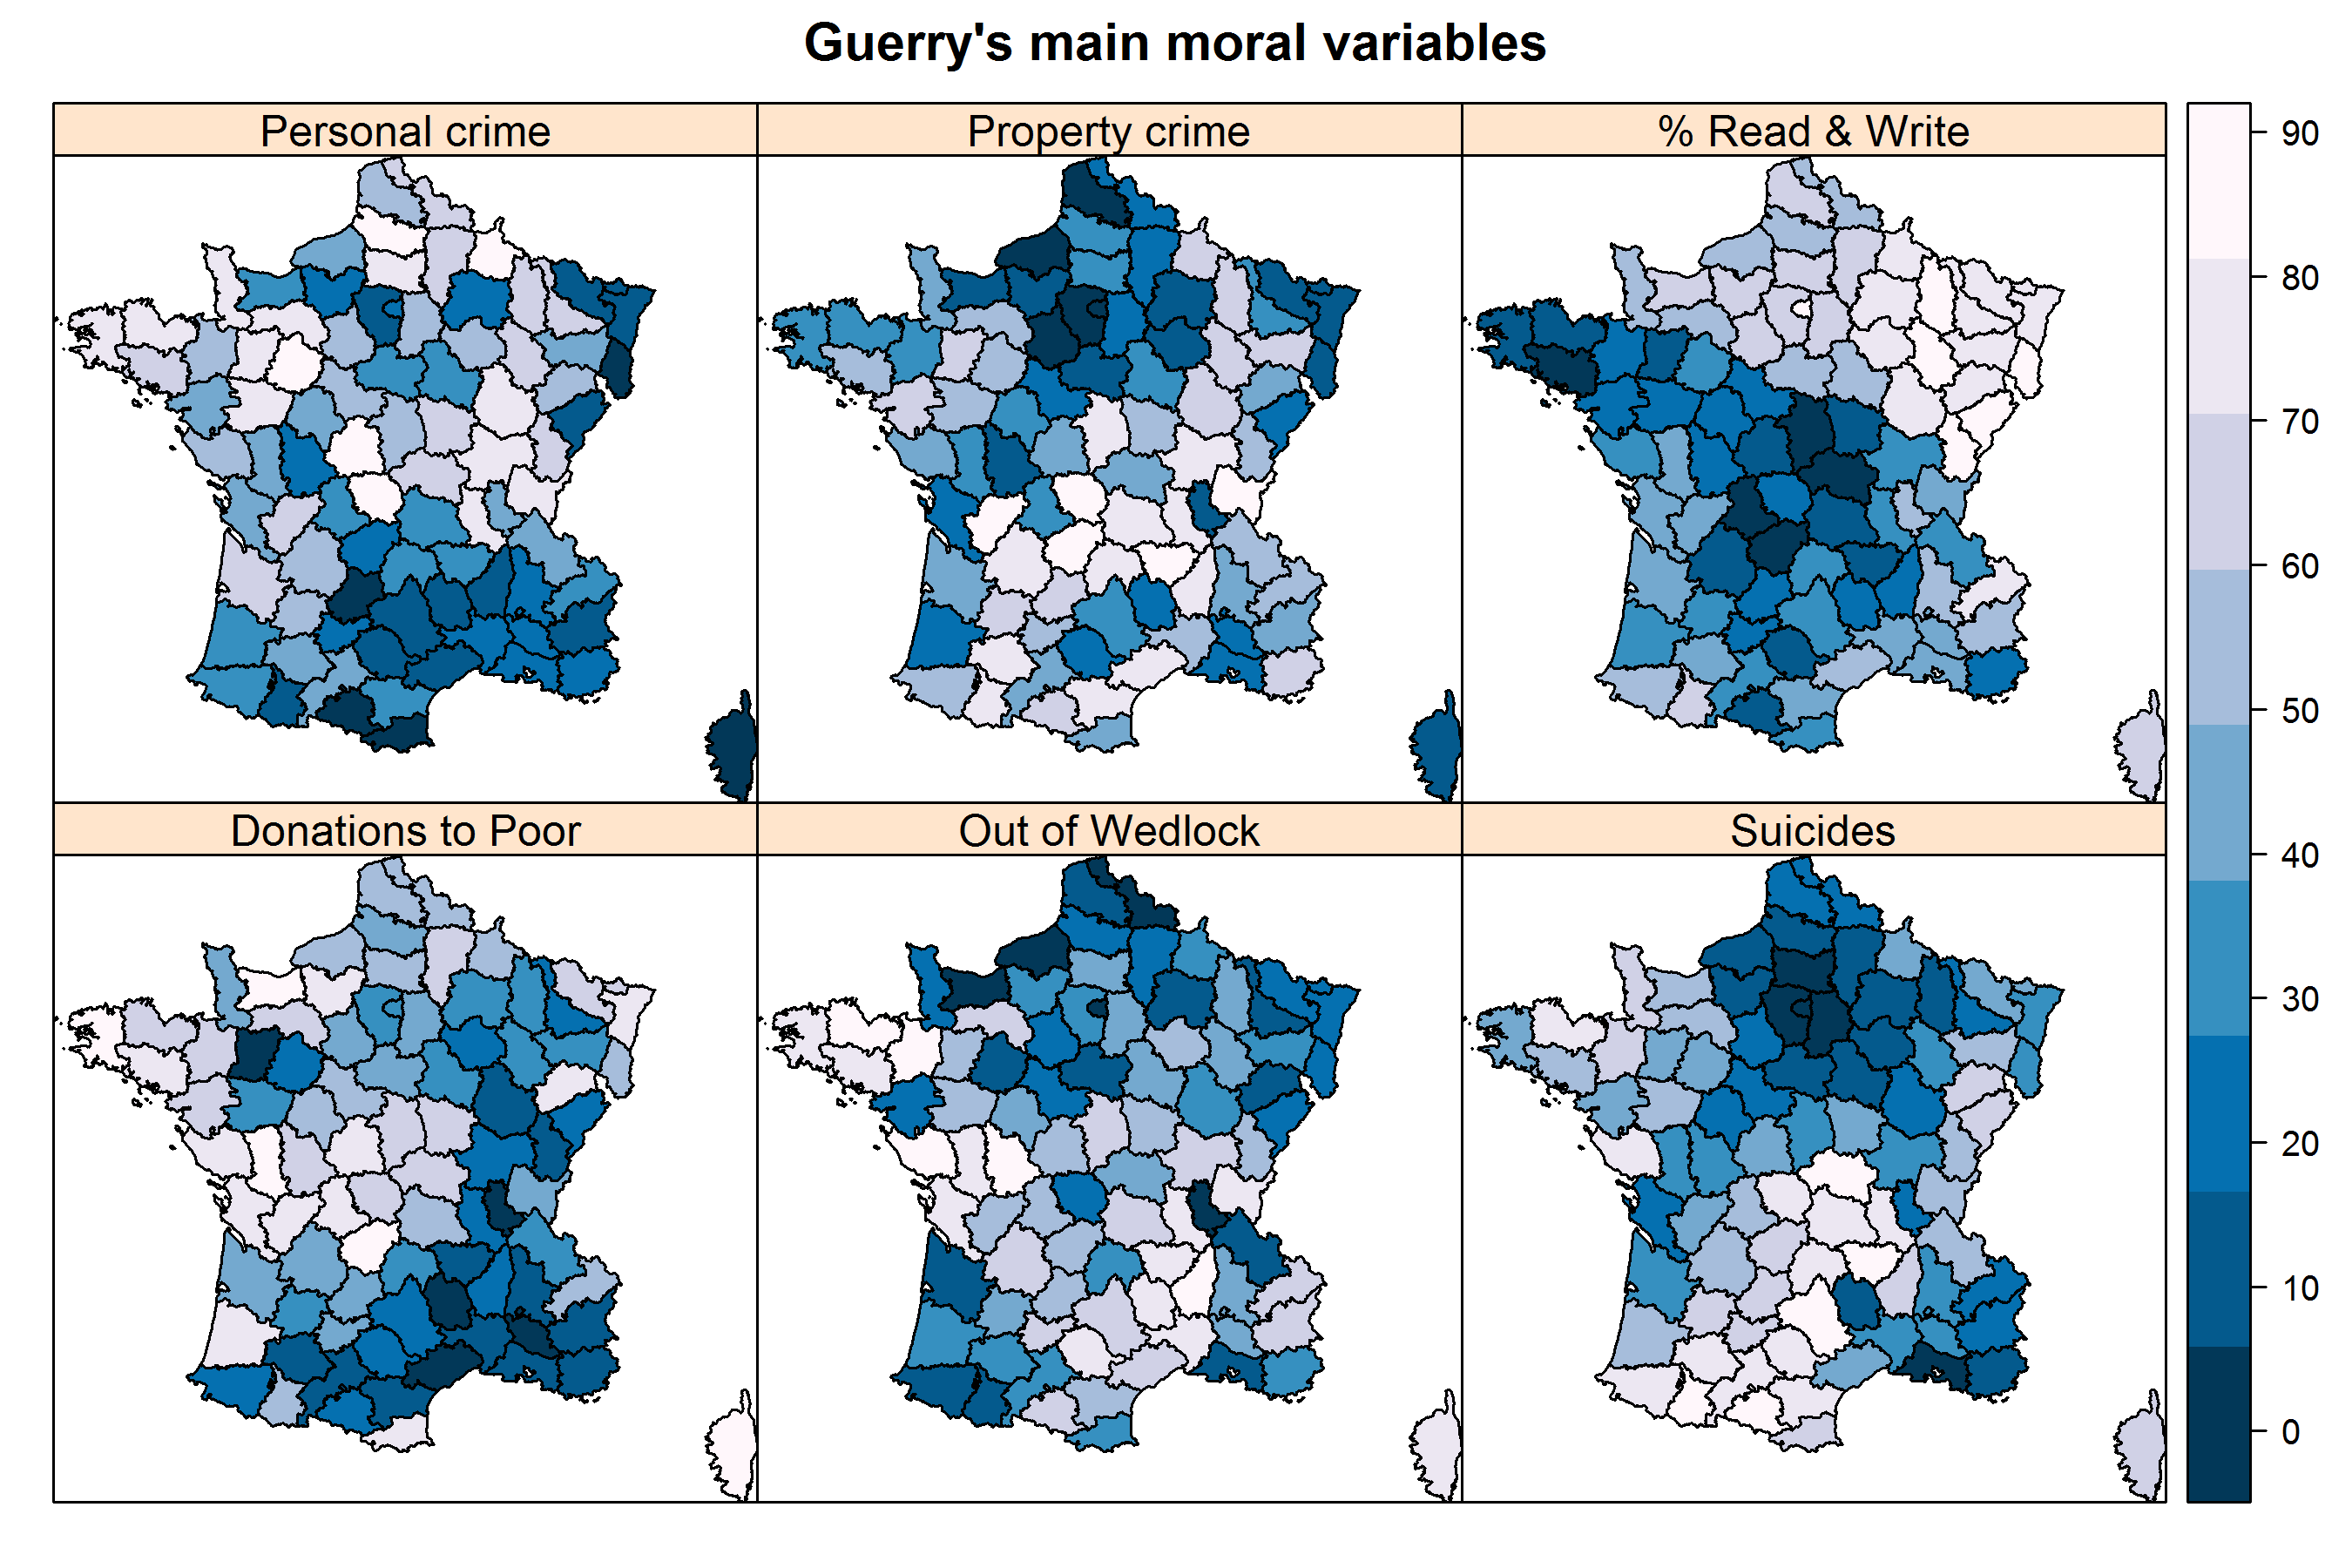 Guerry's main moral variables
Personal crime
Property crime
% Read & Write
Donations to Poor
Out of Wedlock
Suicides
90
80
70
60
50
40
30
20
10
0